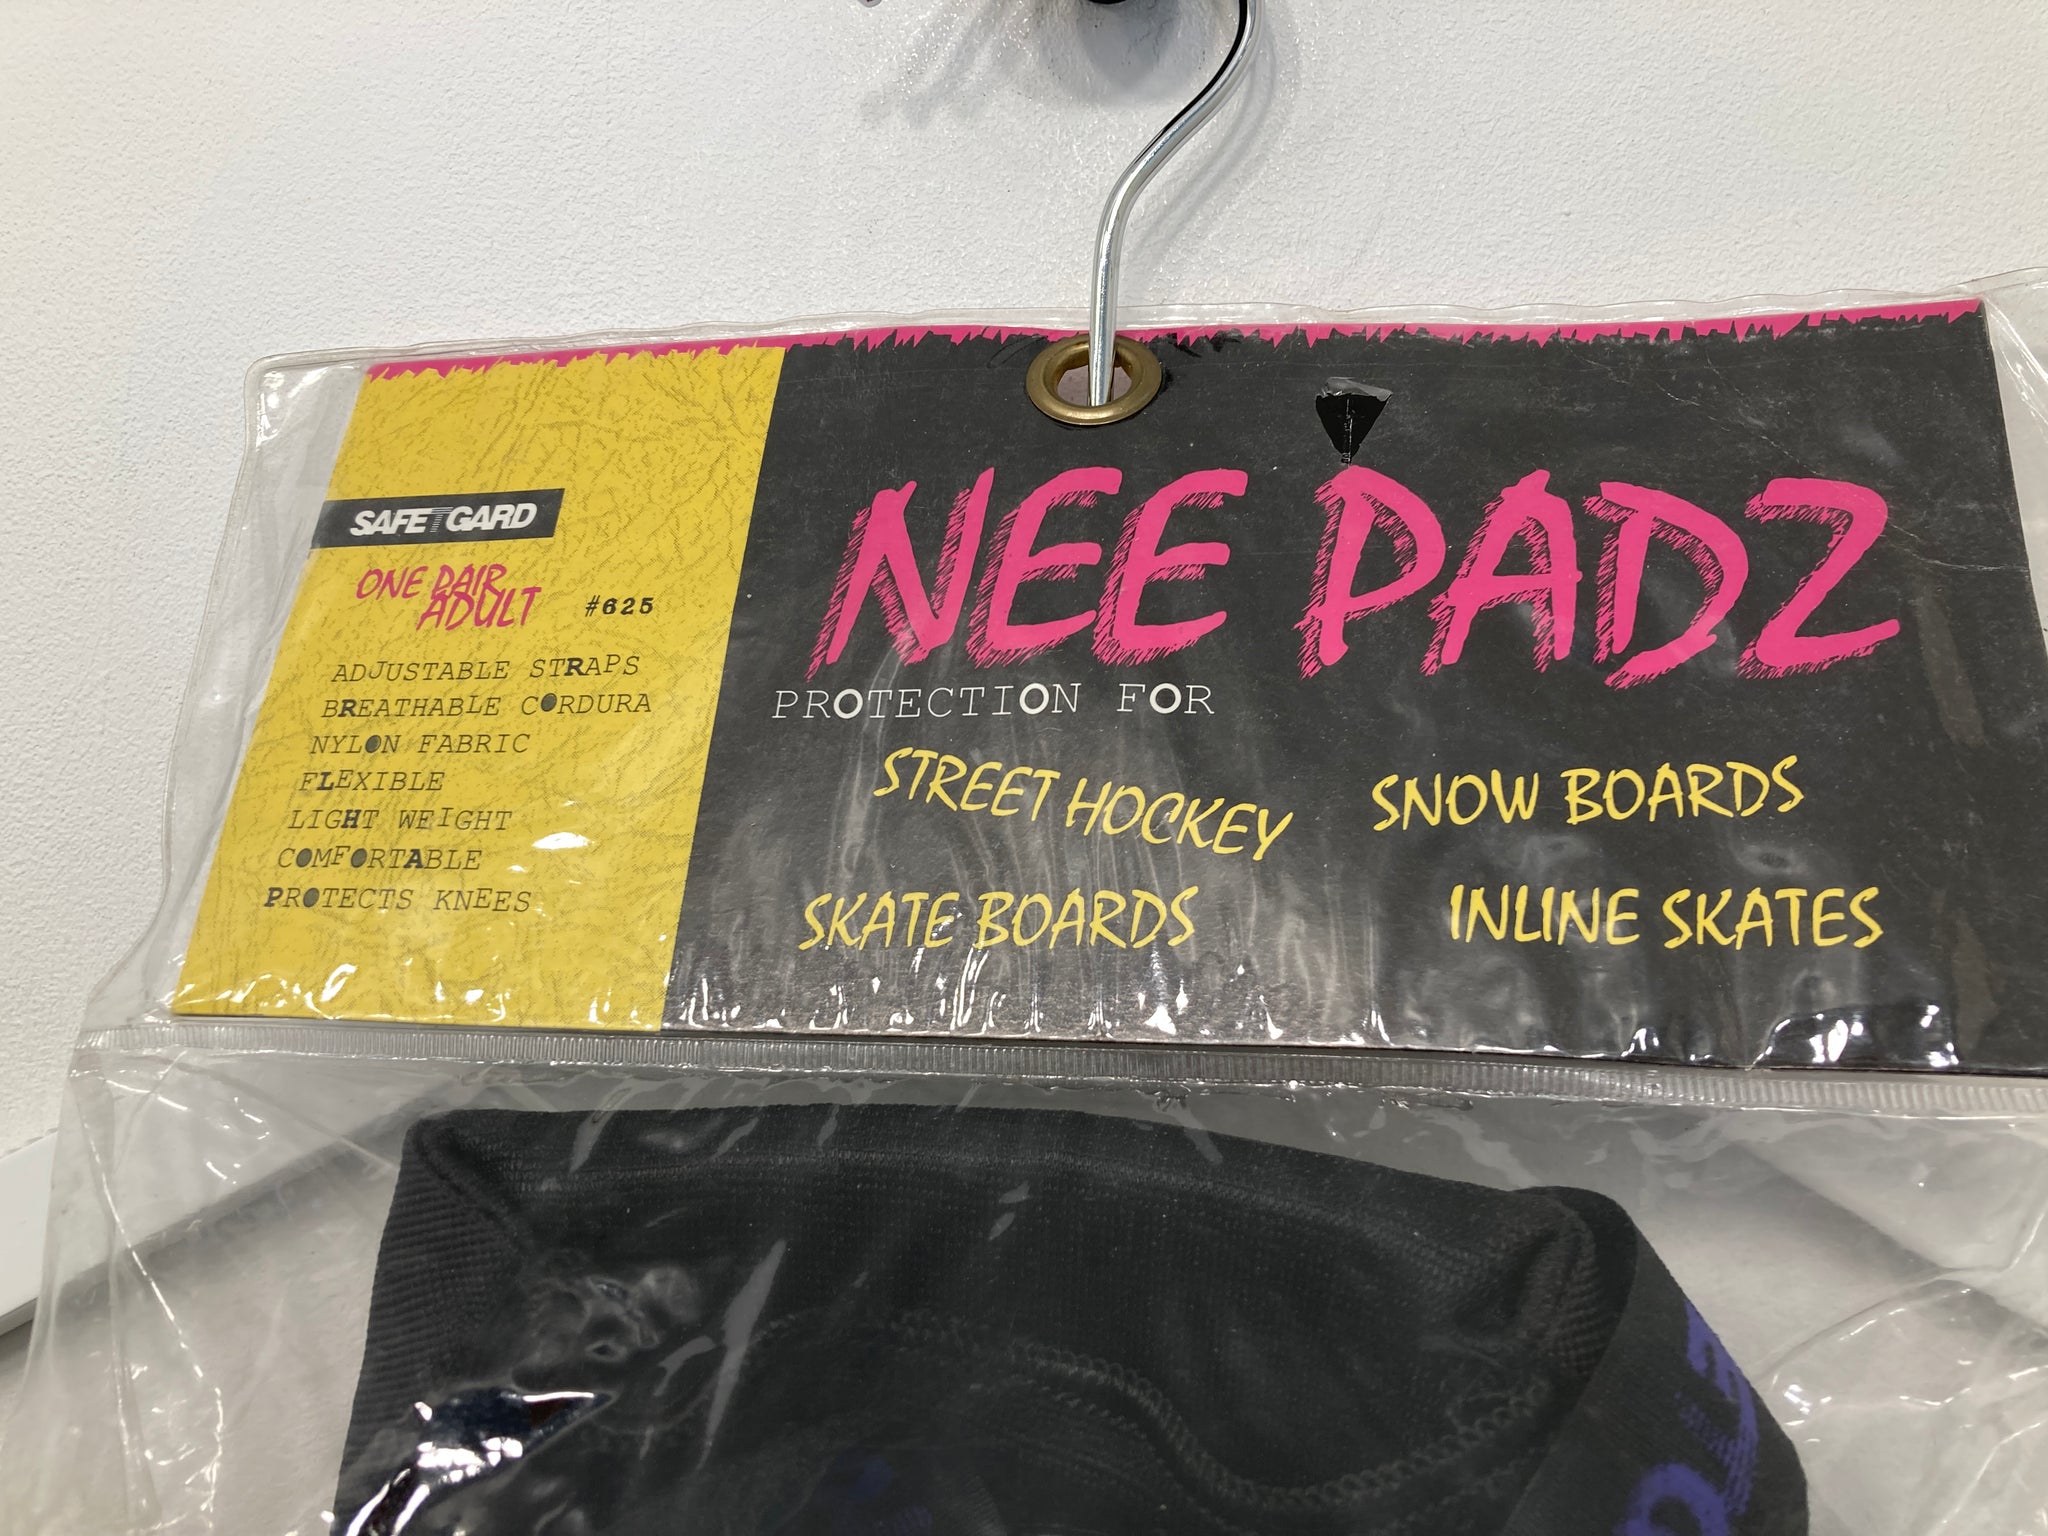 SAFETGARD
ONE PAIR
ADULT
#625
ADJUSTABLE STRAPS
BREATHABLE CORDURA
NYLON FABRIC
FLEXIBLE
LIGHT WEIGHT
COMFORTABLE
PROTECTS KNEES
NEE PADZ
PROTECTION FOR
STREET HOCKEY
SNOW BOARDS
SKATE BOARDS
INLINE SKATES